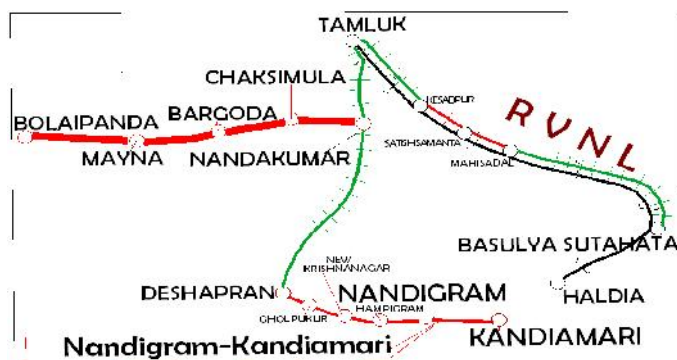 TAMLUK
CHAKSIMULA
BARGODA
BOLAIPANDA
MAYNA
NANDAKUMAR
KESADPUR
SATISHSAMANTA
MAHISADAL
RVNL
BASULYA SUTAHATA
HALDIA
NEW
KRISHNANAGAR
DESHAPRAN
NANDIGRAM
GHOLPUKUR
HAMPIGRAM
KANDIAMARI
Nandigram-Kandiamari